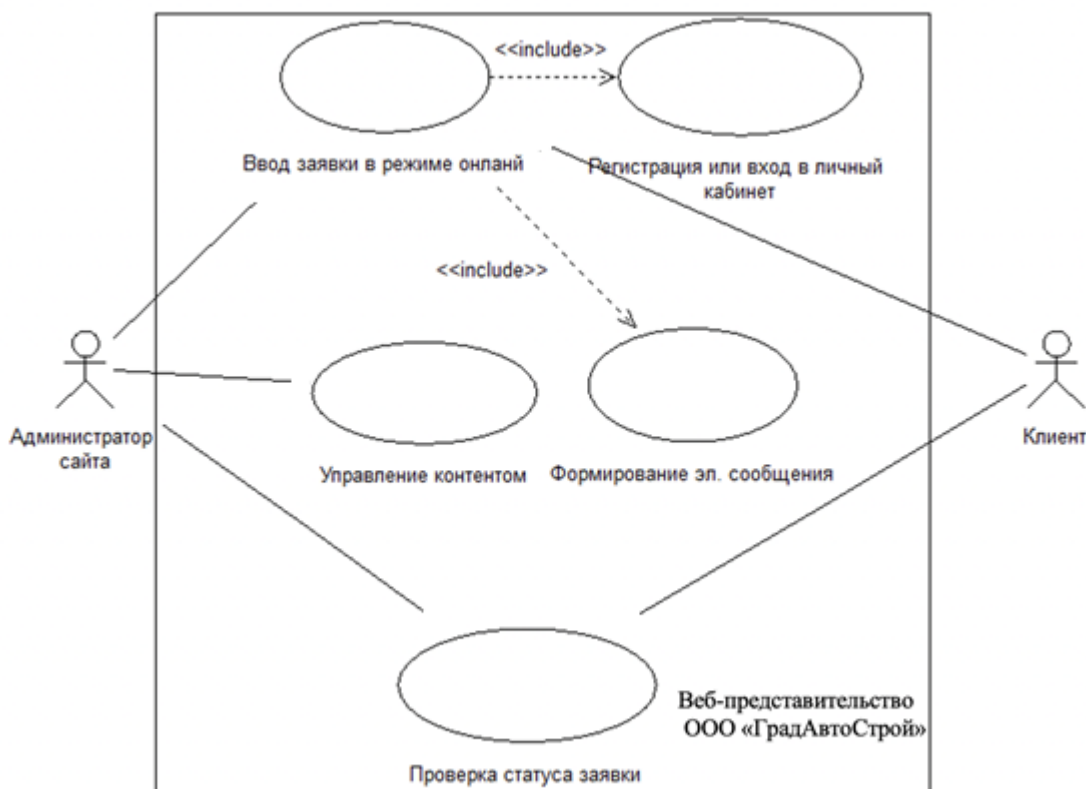 <<include>>
Ввод заявки в режиме онланй
Регистрация или вход в личный
кабинет
<<include>>
Администратор
сайта
Клиент
Управление контентом
Формирование эл. сообщения
Веб-представительство
ООО «ГрадАвтоСтрой»
Проверка статуса заявки